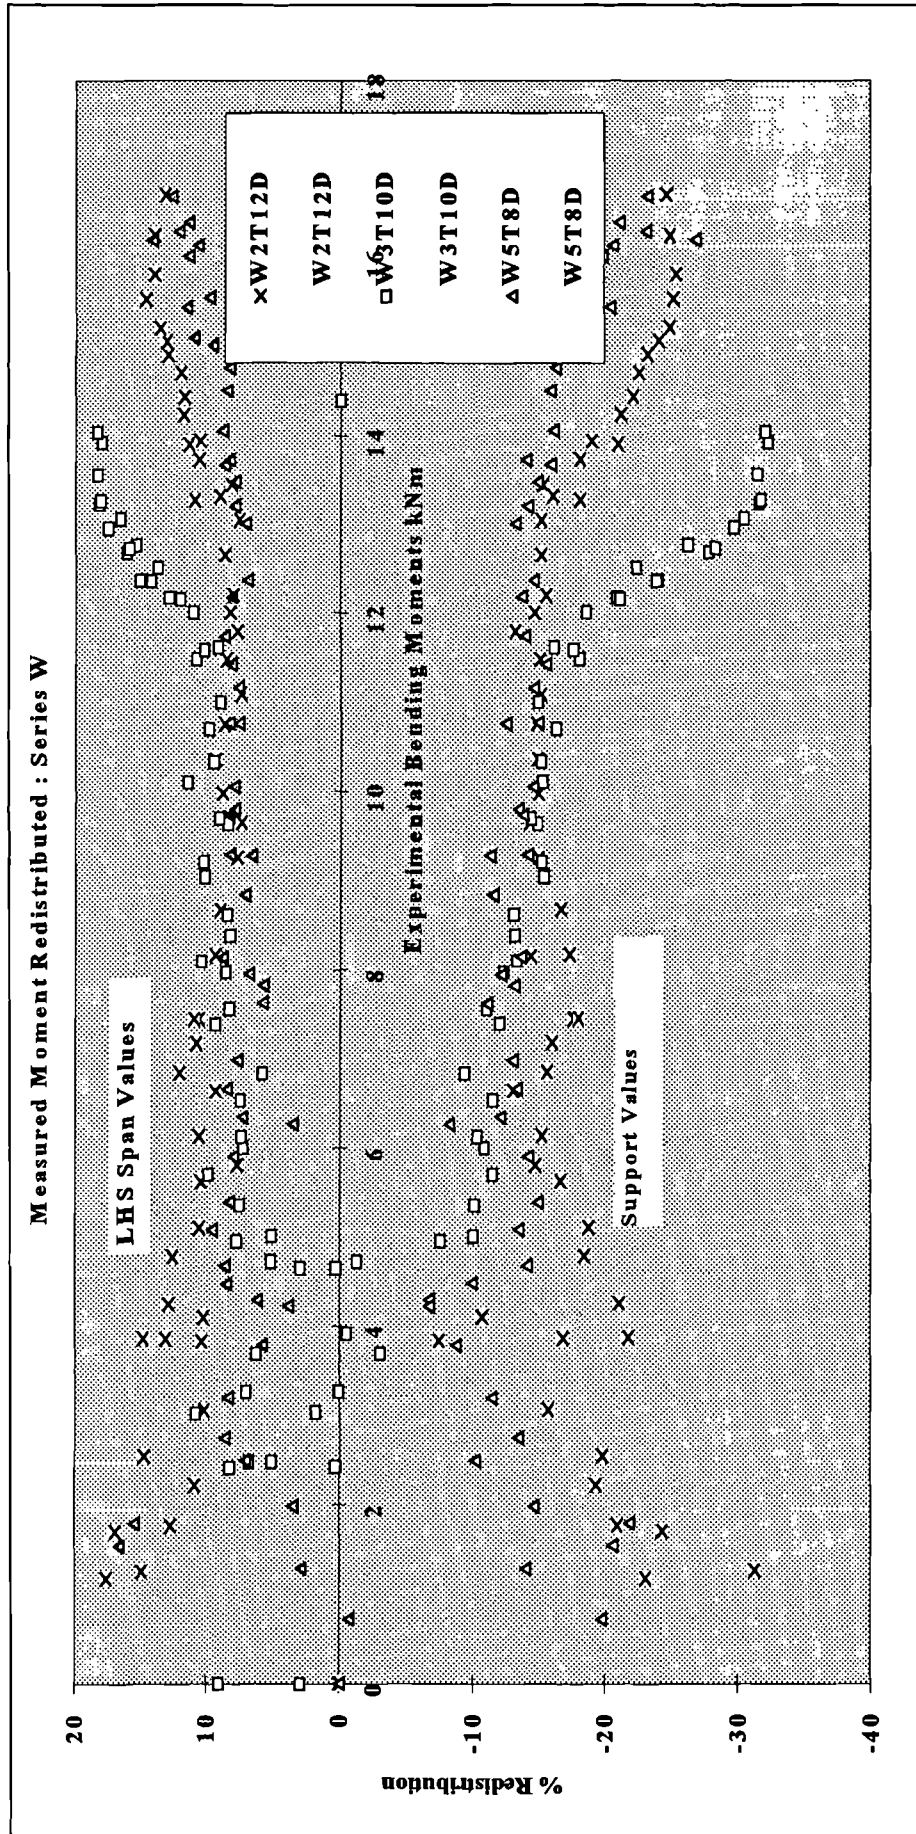 Measured Moment Redistributed : Series W
20
10
0
-10
-20
-30
-40
% Redistribution
0
2
4
6
8
10
12
14
16
18
Experimental Bending Moments kNm
LHS Span Values
Support Values
W2T12D
W2T12D
W3T10D
W3T10D
W5T8D
W5T8D